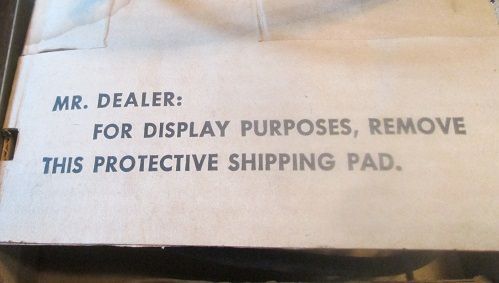 MR. DEALER:
FOR DISPLAY PURPOSES, REMOVE
THIS PROTECTIVE SHIPPING PAD.